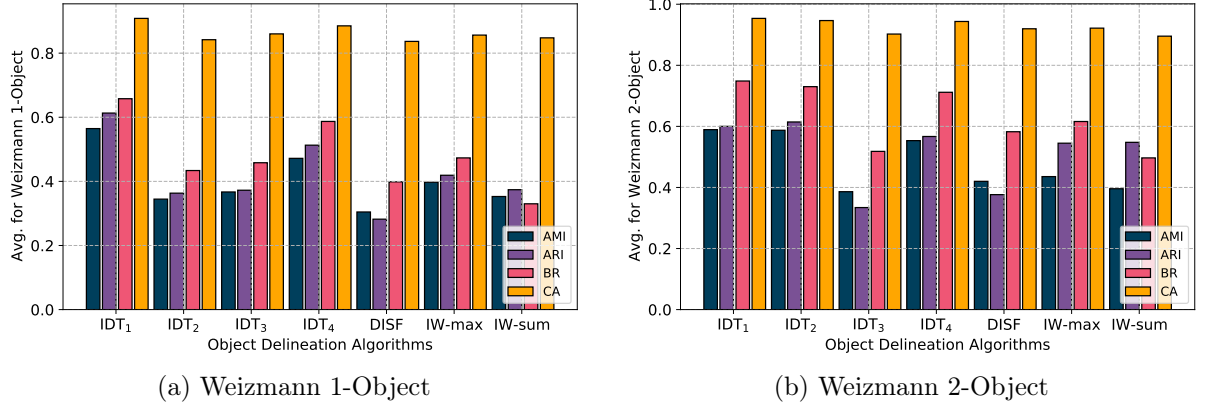 Avg. for Weizmann 1-Object
0.8
0.6
0.4
0.2
0.0
AMI
ARI
BR
CA
IDT₁ IDT₂ IDT₃ IDT₄ DISF IW-max IW-sum
Object Delineation Algorithms
(a) Weizmann 1-Object
Avg. for Weizmann 2-Object
1.0
0.8
0.6
0.4
0.2
0.0
AMI
ARI
BR
CA
IDT₁ IDT₂ IDT₃ IDT₄ DISF IW-max IW-sum
Object Delineation Algorithms
(b) Weizmann 2-Object